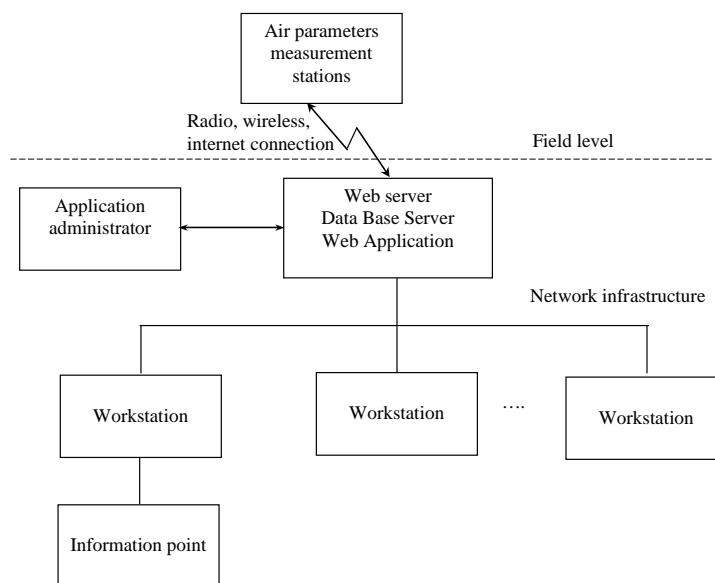 Air parameters
measurement
stations
Radio, wireless,
internet connection
Field level
Application
administrator
Web server
Data Base Server
Web Application
Network infrastructure
Workstation
Workstation
....
Workstation
Information point